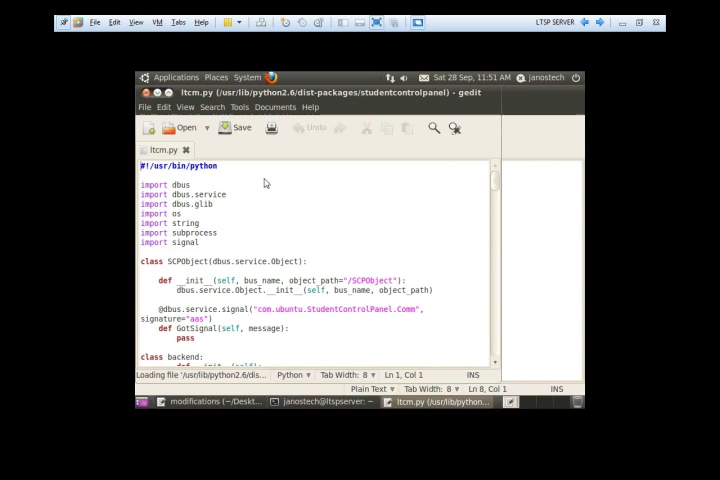 File Edit View VM Tabs Help LTSP SERVER
Applications Places System Sat 28 Sep, 11:51 AM janostech
ltcm.py (/usr/lib/python2.6/dist-packages/studentcontrolpanel) - gedit
File Edit View Search Tools Documents Help
Open Save Undo
ltcm.py
#!/usr/bin/python
import dbus
import dbus.service
import dbus.glib
import os
import string
import subprocess
import signal
class SCPObject(dbus.service.Object):
def __init__(self, bus_name, object_path="/SCPObject"):
dbus.service.Object.__init__(self, bus_name, object_path)
@dbus.service.signal("com.ubuntu.StudentControlPanel.Comm",
signature="aas")
def GotSignal(self, message):
pass
class backend:
def __init__(self):
Loading file '/usr/lib/python2.6/dis... Python Tab Width: 8 Ln 1, Col 1 INS
Plain Text Tab Width: 8 Ln 8, Col 1 INS
modifications (~/Deskt... janostech@ltspserver: ~ ltcm.py (/usr/lib/python...